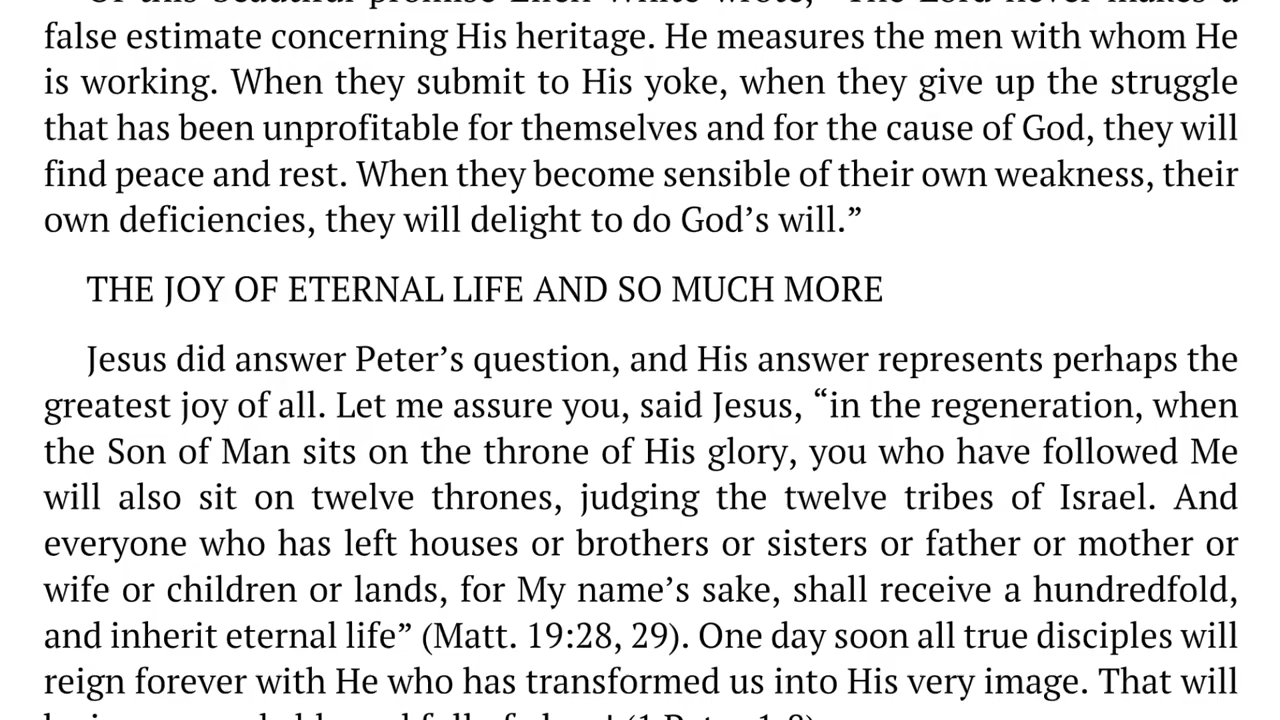 false estimate concerning His heritage. He measures the men with whom He
is working. When they submit to His yoke, when they give up the struggle
that has been unprofitable for themselves and for the cause of God, they will
find peace and rest. When they become sensible of their own weakness, their
own deficiencies, they will delight to do God’s will.”
THE JOY OF ETERNAL LIFE AND SO MUCH MORE
Jesus did answer Peter’s question, and His answer represents perhaps the
greatest joy of all. Let me assure you, said Jesus, “in the regeneration, when
the Son of Man sits on the throne of His glory, you who have followed Me
will also sit on twelve thrones, judging the twelve tribes of Israel. And
everyone who has left houses or brothers or sisters or father or mother or
wife or children or lands, for My name’s sake, shall receive a hundredfold,
and inherit eternal life” (Matt. 19:28, 29). One day soon all true disciples will
reign forever with He who has transformed us into His very image. That will